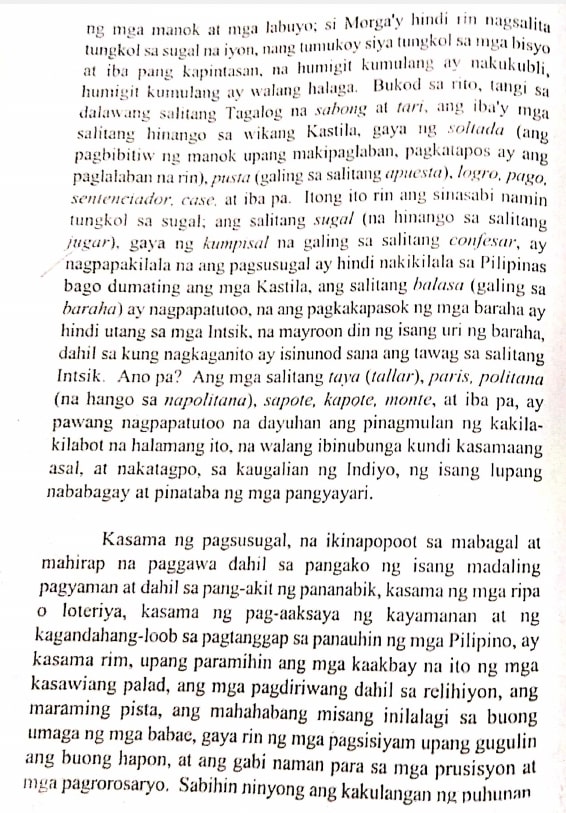 ng mga manok at mga labuyo; si Morga'y hindi rin nagsalita
tungkol sa sugal na iyon, nang tumukoy siya tungkol sa mga bisyo
at iba pang kapintasan, na humigit kumulang ay nakukubli,
humigit kumulang ay walang halaga. Bukod sa rito, tangi sa
dalawang salitang Tagalog na sabong at tari, ang iba'y mga
salitang hinango sa wikang Kastila, gaya ng soltada (ang
pagbibitiw ng manok upang makipaglaban, pagkatapos ay ang
paglalaban na rin), pusta (galing sa salitang apuesta), logro, pago,
sentenciador, case, at iba pa. Itong ito rin ang sinasabi namin
tungkol sa sugal; ang salitang sugal (na hinango sa salitang
jugar), gaya ng kumpisal na galing sa salitang confesar, ay
nagpapakilala na ang pagsusugal ay hindi nakikilala sa Pilipinas
bago dumating ang mga Kastila, ang salitang balasa (galing sa
baraha) ay nagpapatutoo, na ang pagkakapasok ng mga baraha ay
hindi utang sa mga Intsik, na mayroon din ng isang uri ng baraha,
dahil sa kung nagkaganito ay isinunod sana ang tawag sa salitang
Intsik. Ano pa? Ang mga salitang taya (tallar), paris, politana
(na hango sa napolitana), sapote, kapote, monte, at iba pa, ay
pawang nagpapatutoo na dayuhan ang pinagmulan ng kakila-
kilabot na halamang ito, na walang ibinubunga kundi kasamaang
asal, at nakatagpo, sa kaugalian ng Indiyo, ng isang lupang
nababagay at pinataba ng mga pangyayari.
Kasama ng pagsusugal, na ikinapopoot sa mabagal at
mahirap na paggawa dahil sa pangako ng isang madaling
pagyaman at dahil sa pang-akit ng pananabik, kasama ng mga ripa
o loteriya, kasama ng pag-aaksaya ng kayamanan at ng
kagandahang-loob sa pagtanggap sa panauhin ng mga Pilipino, ay
kasama rim, upang paramihin ang mga kaakbay na ito ng mga
kasawiang palad, ang mga pagdiriwang dahil sa relihiyon, ang
maraming pista, ang mahahabang misang inilalagi sa buong
umaga ng mga babae, gaya rin ng mga pagsisiyam upang gugulin
ang buong hapon, at ang gabi naman para sa mga prusisyon at
mga pagrorosaryo. Sabihin ninyong ang kakulangan ng puhunan